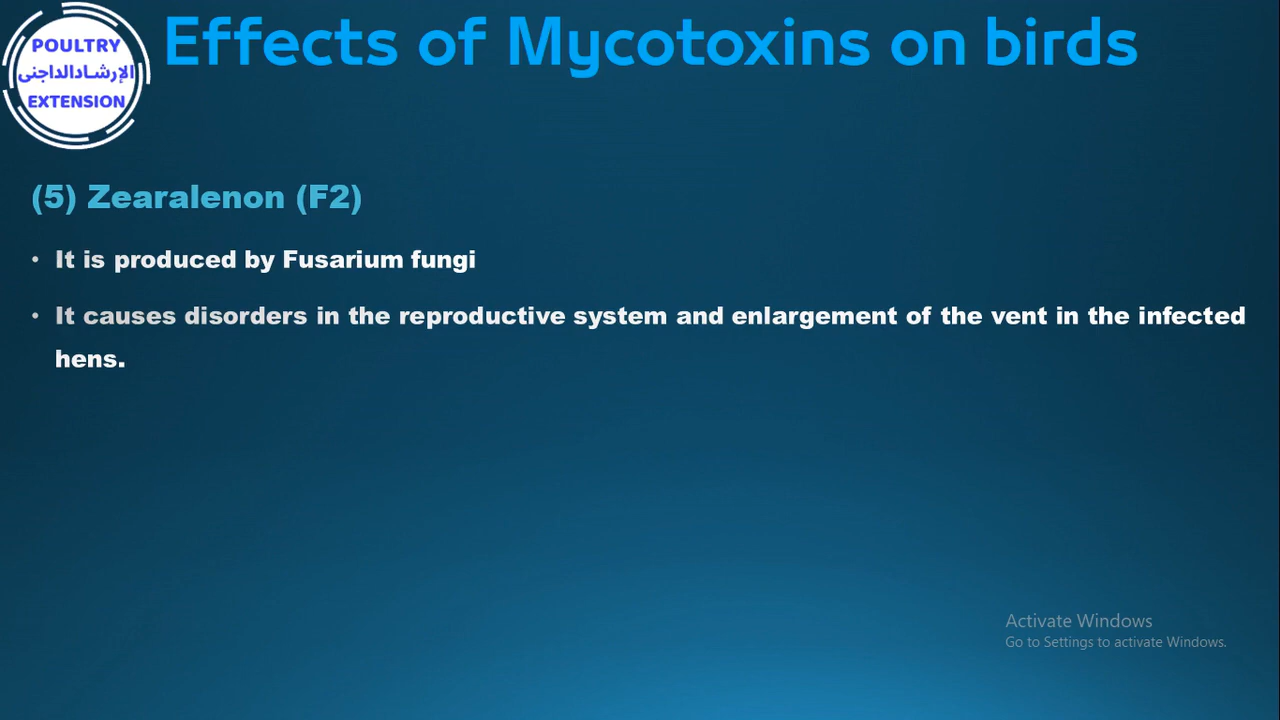 Effects of Mycotoxins on birds
POULTRY
الإرشادالداجنى
EXTENSION
(5) Zearalenon (F2)
• It is produced by Fusarium fungi
• It causes disorders in the reproductive system and enlargement of the vent in the infected
hens.
Activate Windows
Go to Settings to activate Windows.